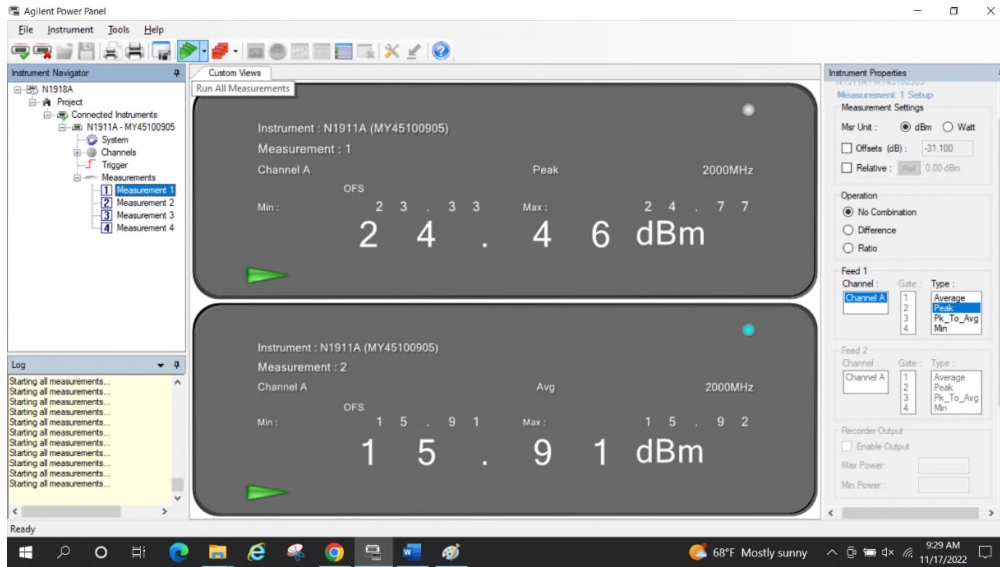 Agilent Power Panel
File Instrument Tools Help
Instrument Navigator
N1918A
Project
Connected Instruments
N1911A - MY45100905
System
Channels
Trigger
Measurements
1 Measurement 1
2 Measurement 2
3 Measurement 3
4 Measurement 4
Log
Starting all measurements...
Starting all measurements...
Starting all measurements...
Starting all measurements...
Starting all measurements...
Starting all measurements...
Starting all measurements...
Starting all measurements...
Starting all measurements...
Starting all measurements...
Starting all measurements...
Custom Views
Run All Measurements
Instrument : N1911A (MY45100905)
Measurement : 1
Channel A Peak 2000MHz
OFS
Min : 23.33 Max : 24.77
24.46 dBm
Instrument : N1911A (MY45100905)
Measurement : 2
Channel A Avg 2000MHz
OFS
Min : 15.91 Max : 15.92
15.91 dBm
Instrument Properties
Measurement 1 Setup
Measurement Settings
Msr Unit : dBm Watt
Offsets (dB) : -31.100
Relative : Rel 0.00 dBm
Operation
No Combination
Difference
Ratio
Feed 1
Channel : Gate : Type :
Channel A 1 Average
2 Peak
3 Pk_To_Avg
4 Min
Feed 2
Channel Gate : Type :
Channel A 1 Average
2 Peak
3 Pk_To_Avg
4 Min
Recorder Output
Enable Output
Max Power:
Min Power :
Ready
68°F Mostly sunny
9:29 AM
11/17/2022